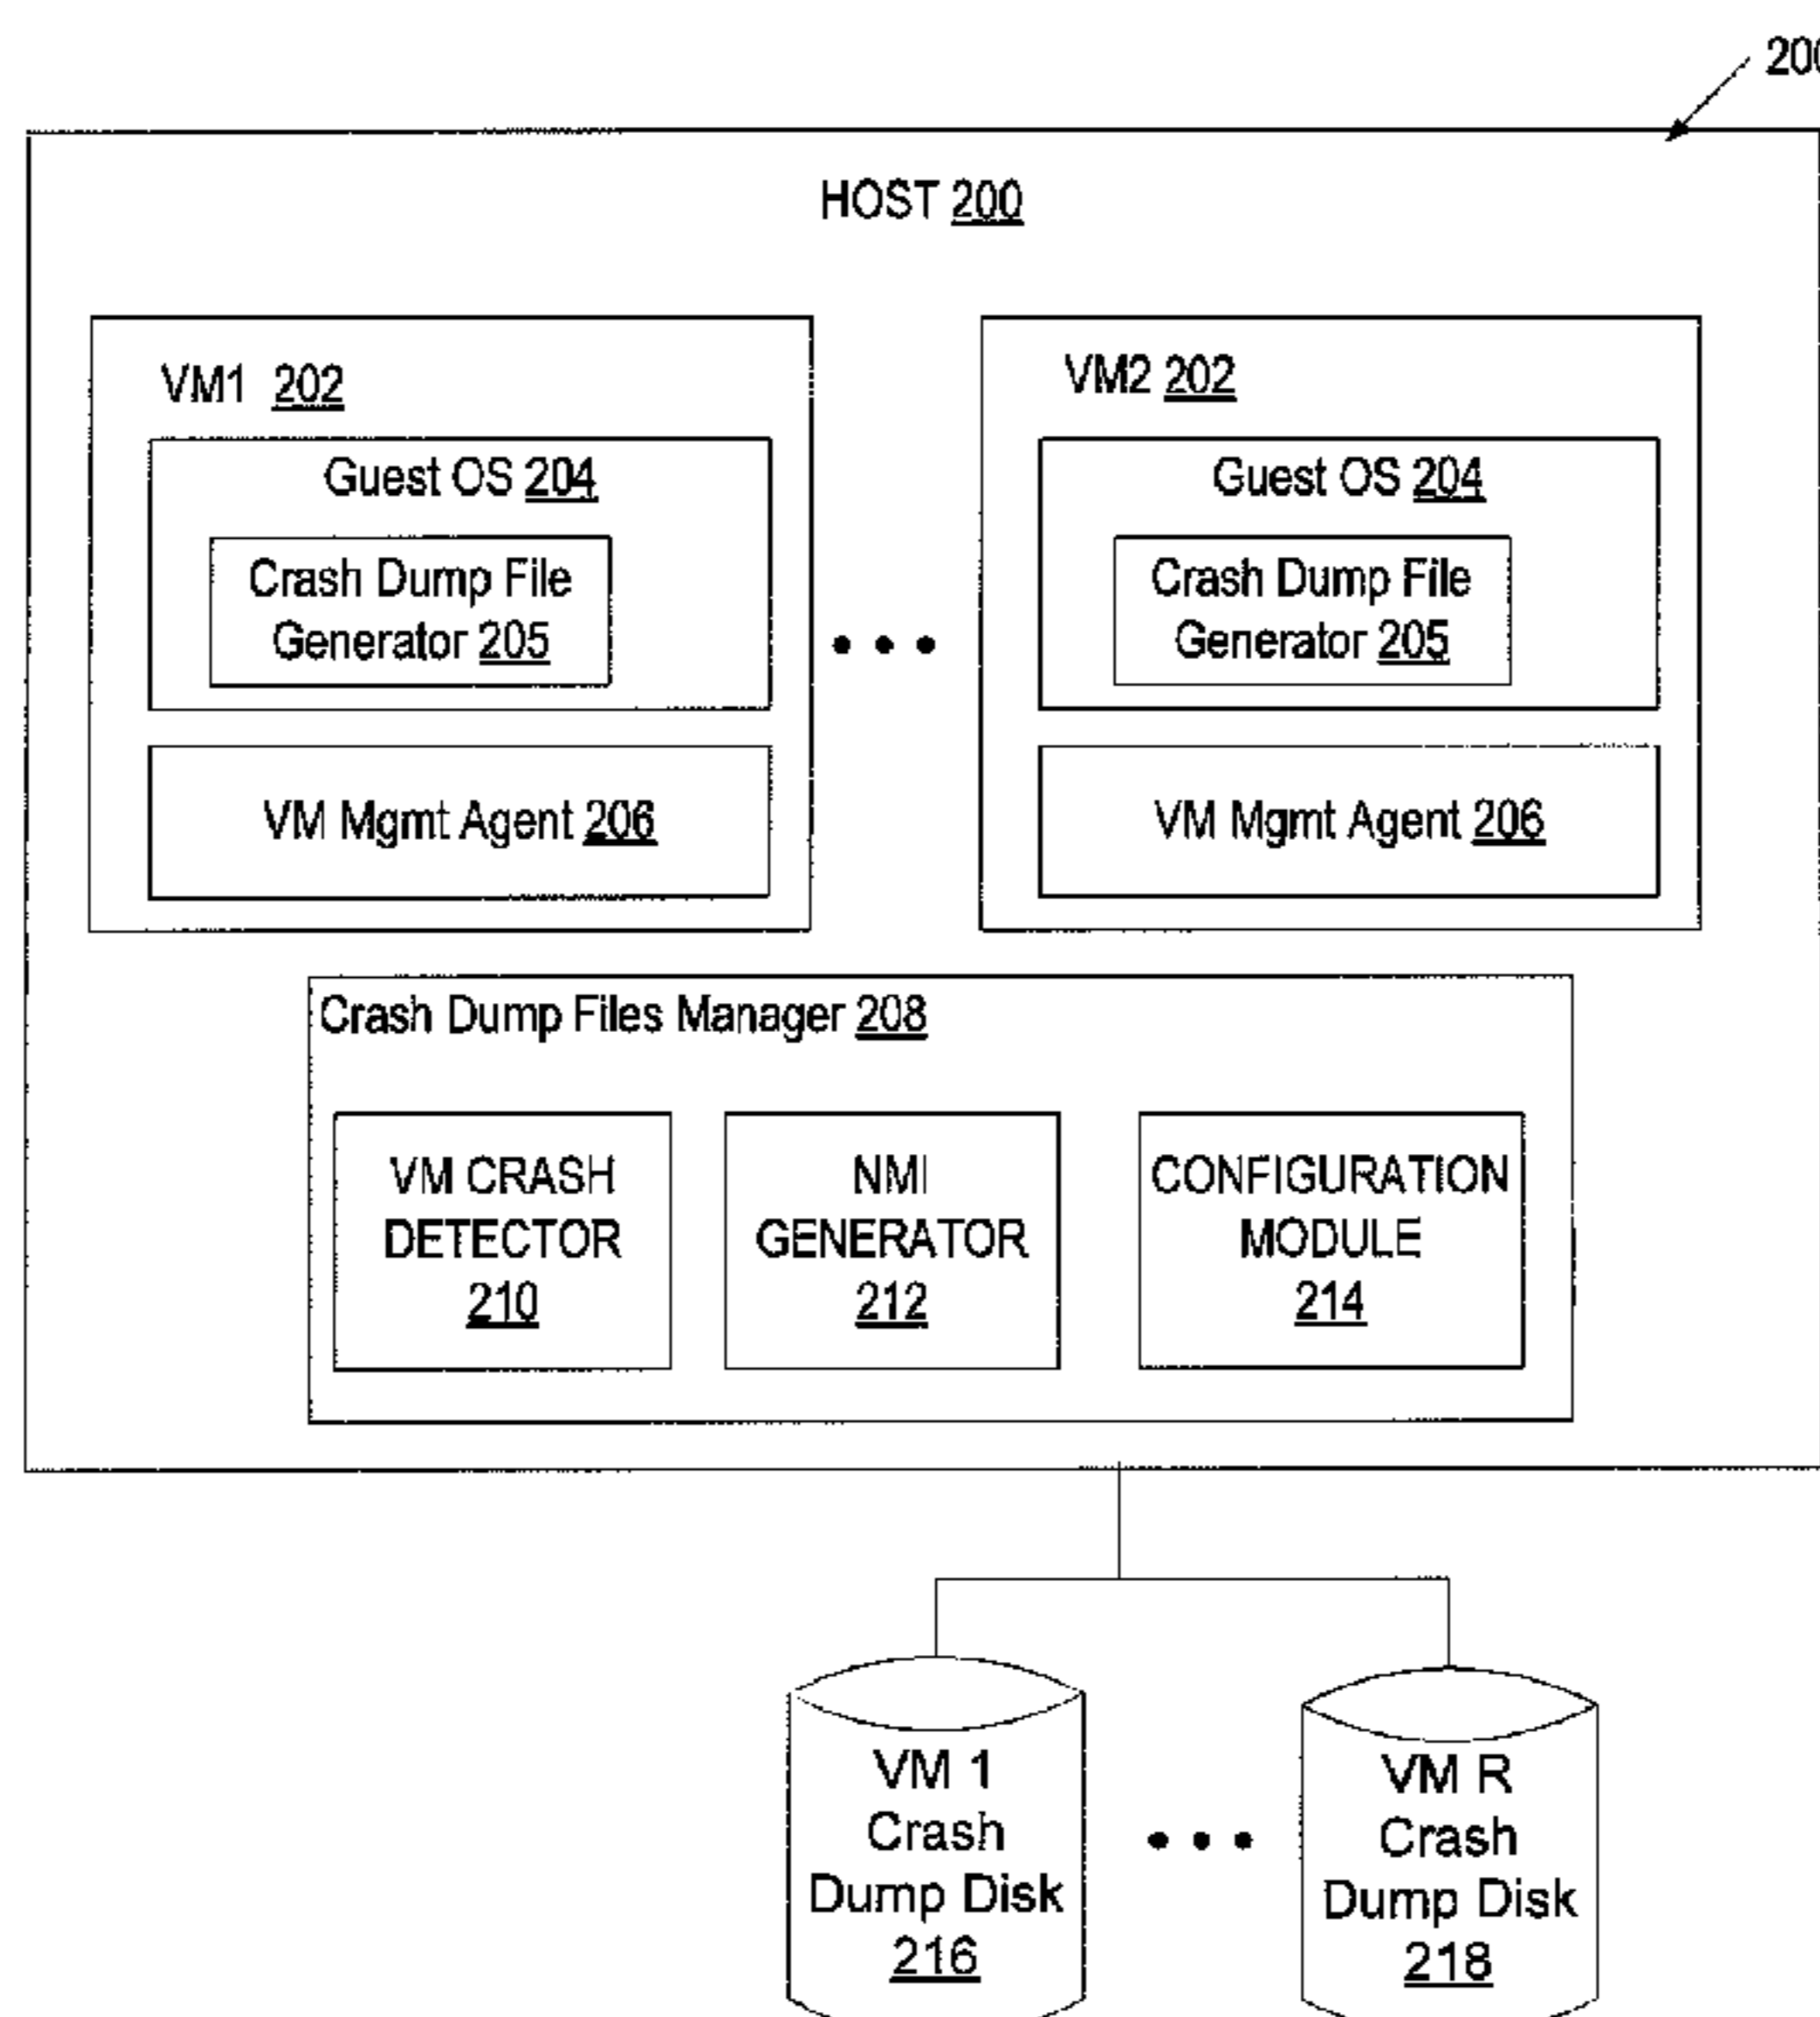 200
HOST 200
VM1 202
Guest OS 204
Crash Dump File
Generator 205
VM Mgmt Agent 206
VM2 202
Guest OS 204
Crash Dump File
Generator 205
VM Mgmt Agent 206
Crash Dump Files Manager 208
VM CRASH
DETECTOR
210
NMI
GENERATOR
212
CONFIGURATION
MODULE
214
VM 1
Crash
Dump Disk
216
VM R
Crash
Dump Disk
218